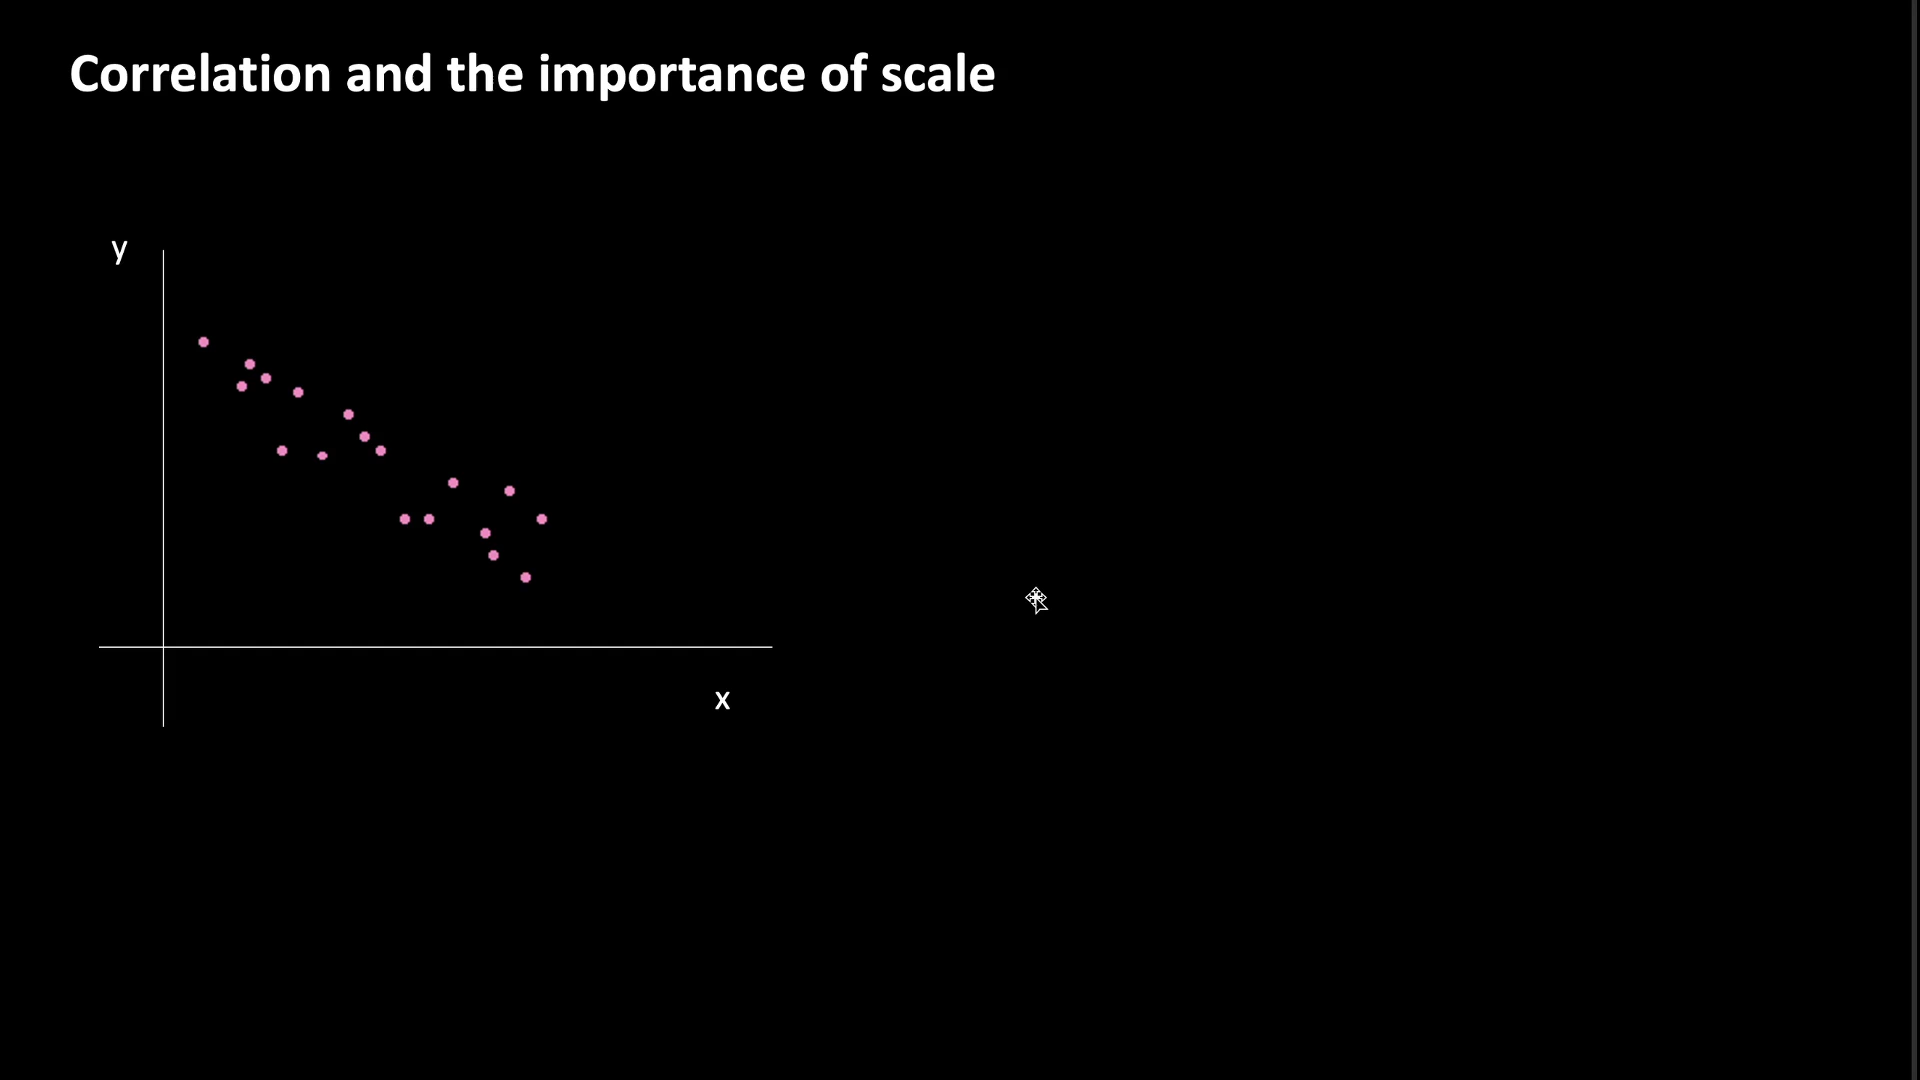 Correlation and the importance of scale
y
x